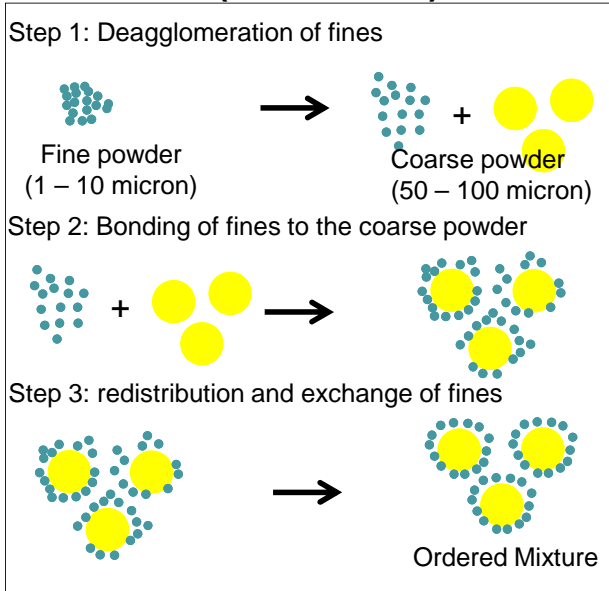 Step 1: Deagglomeration of fines
+
Fine powder
(1 – 10 micron)
Coarse powder
(50 – 100 micron)
Step 2: Bonding of fines to the coarse powder
+
Step 3: redistribution and exchange of fines
Ordered Mixture